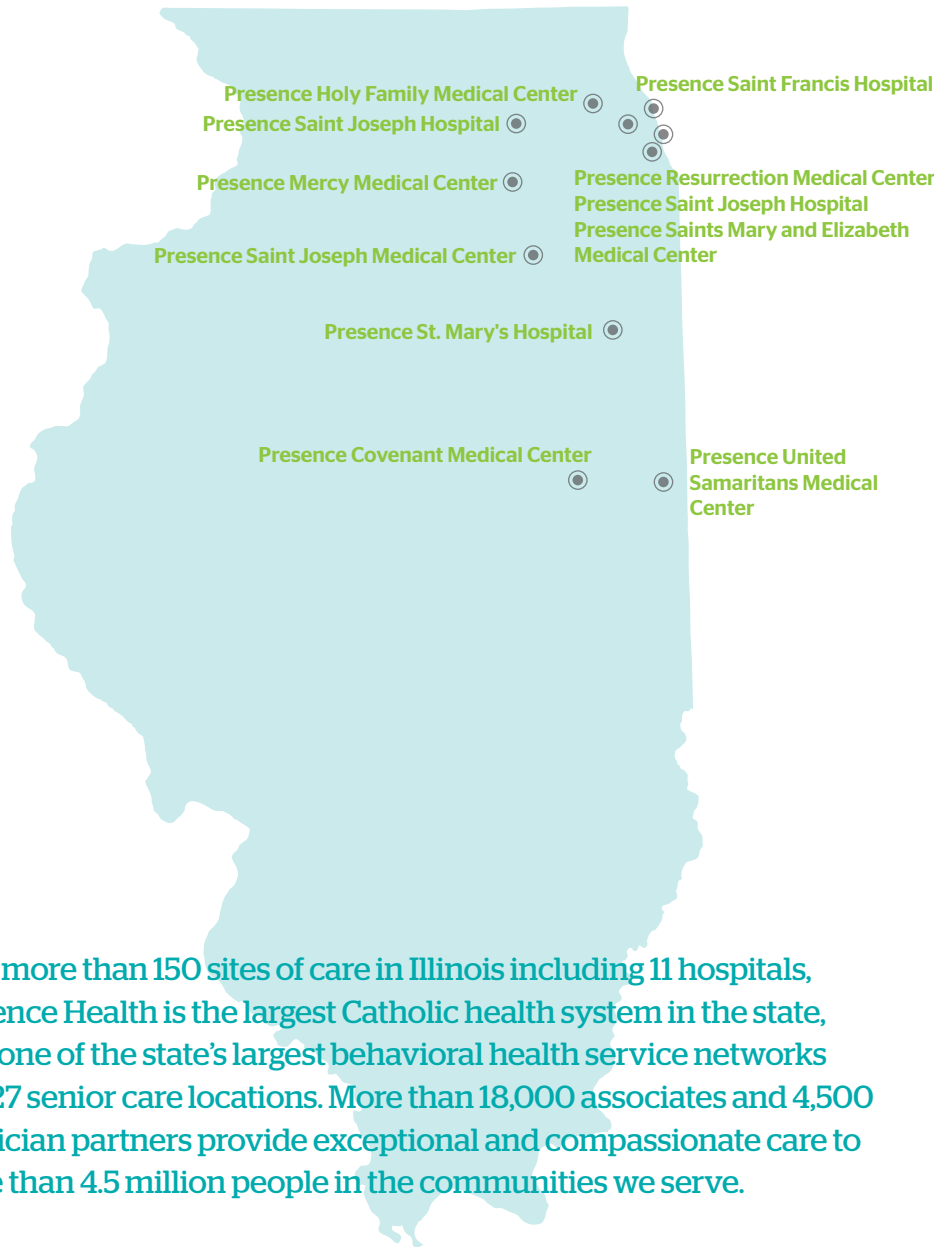 Presence Holy Family Medical Center
Presence Saint Francis Hospital
Presence Saint Joseph Hospital
Presence Mercy Medical Center
Presence Resurrection Medical Center
Presence Saint Joseph Hospital
Presence Saints Mary and Elizabeth
Medical Center
Presence Saint Joseph Medical Center
Presence St. Mary's Hospital
Presence Covenant Medical Center
Presence United
Samaritans Medical
Center
more than 150 sites of care in Illinois including 11 hospitals,
ence Health is the largest Catholic health system in the state,
one of the state’s largest behavioral health service networks
27 senior care locations. More than 18,000 associates and 4,500
ician partners provide exceptional and compassionate care to
e than 4.5 million people in the communities we serve.